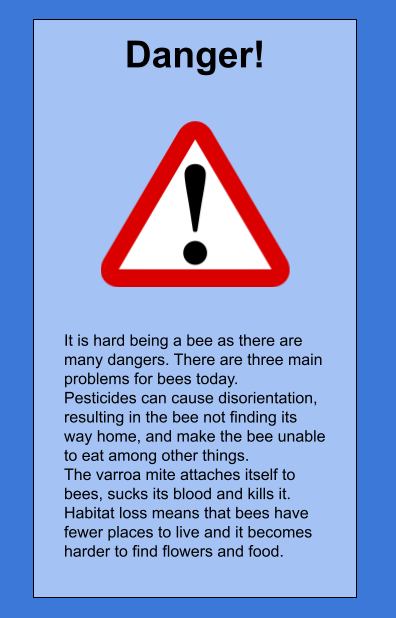 Danger!
It is hard being a bee as there are
many dangers. There are three main
problems for bees today.
Pesticides can cause disorientation,
resulting in the bee not finding its
way home, and make the bee unable
to eat among other things.
The varroa mite attaches itself to
bees, sucks its blood and kills it.
Habitat loss means that bees have
fewer places to live and it becomes
harder to find flowers and food.